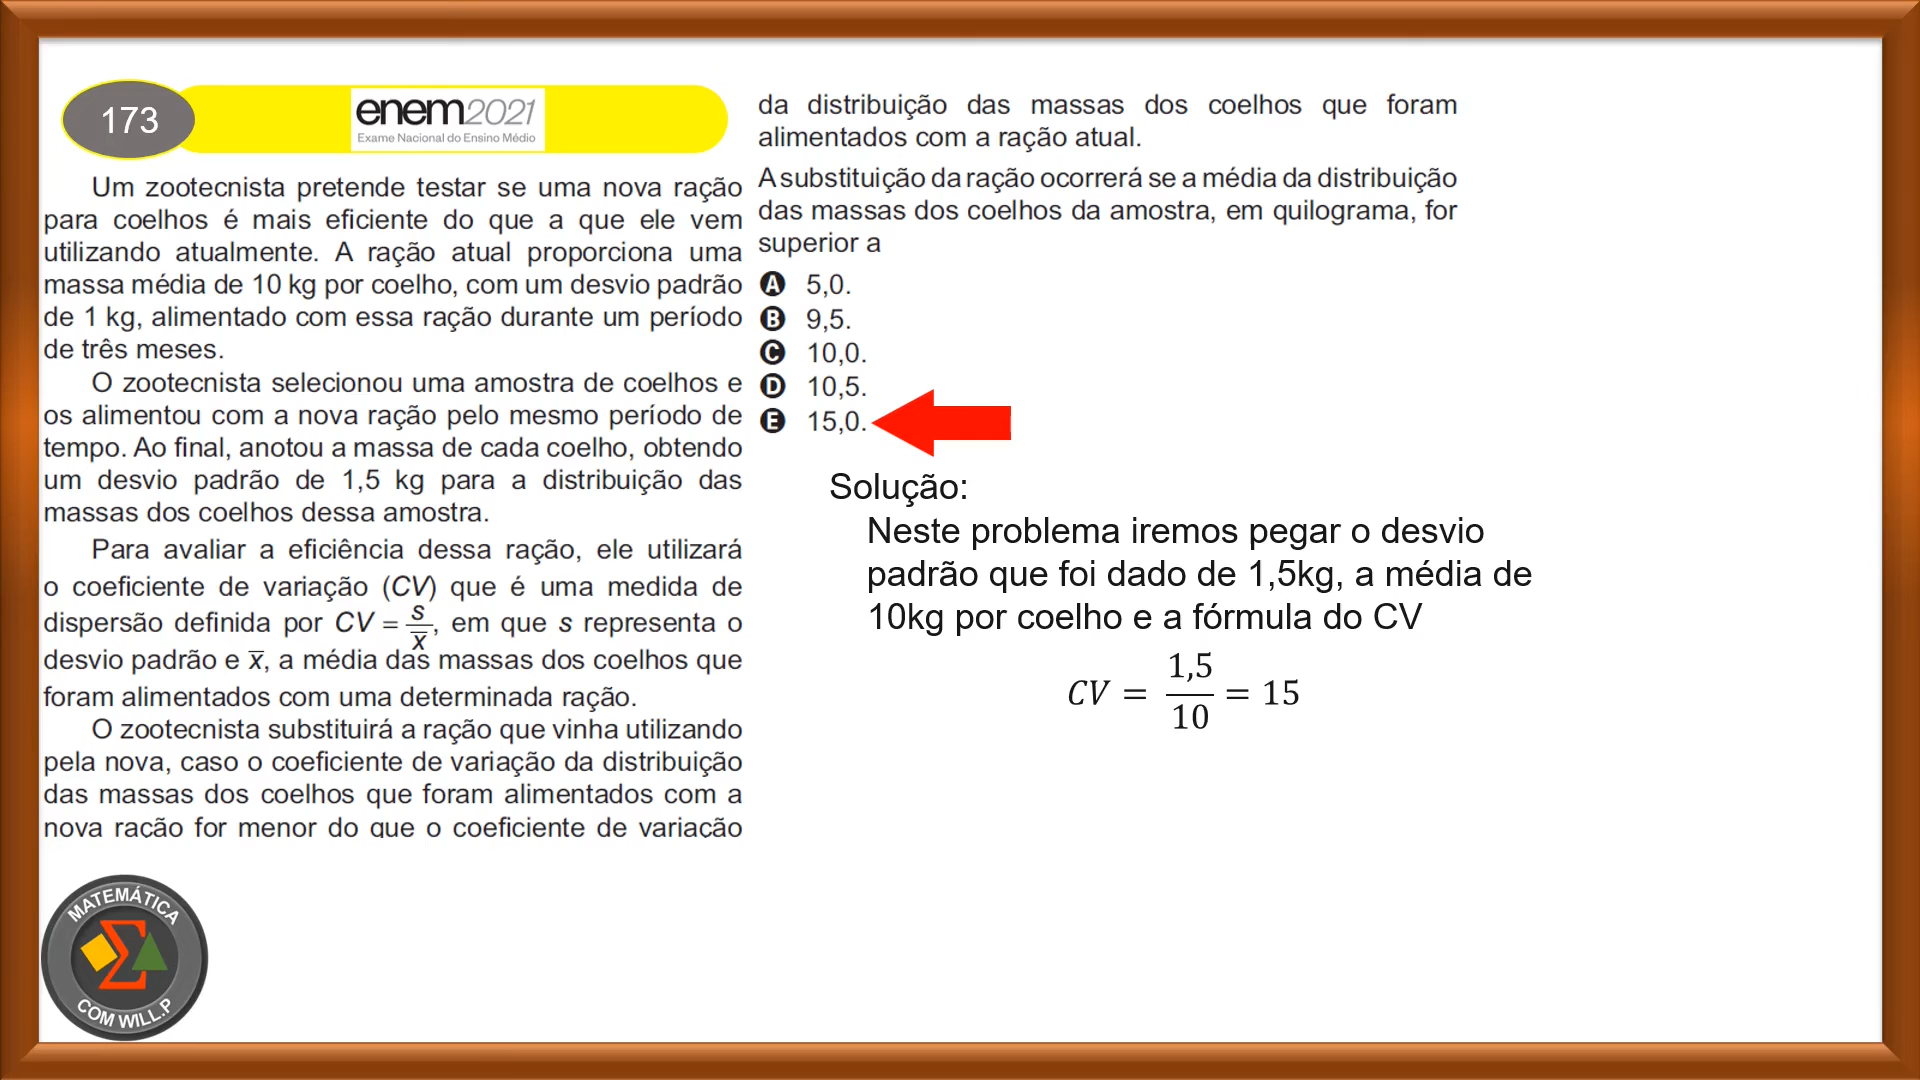 173
enem2021
Exame Nacional do Ensino Médio
Um zootecnista pretende testar se uma nova ração
para coelhos é mais eficiente do que a que ele vem
utilizando atualmente. A ração atual proporciona uma
massa média de 10 kg por coelho, com um desvio padrão
de 1 kg, alimentado com essa ração durante um período
de três meses.
O zootecnista selecionou uma amostra de coelhos e
os alimentou com a nova ração pelo mesmo período de
tempo. Ao final, anotou a massa de cada coelho, obtendo
um desvio padrão de 1,5 kg para a distribuição das
massas dos coelhos dessa amostra.
Para avaliar a eficiência dessa ração, ele utilizará
o coeficiente de variação (CV) que é uma medida de
dispersão definida por CV = s/x̅, em que s representa o
desvio padrão e x̅, a média das massas dos coelhos que
foram alimentados com uma determinada ração.
O zootecnista substituirá a ração que vinha utilizando
pela nova, caso o coeficiente de variação da distribuição
das massas dos coelhos que foram alimentados com a
nova ração for menor do que o coeficiente de variação
da distribuição das massas dos coelhos que foram
alimentados com a ração atual.
A substituição da ração ocorrerá se a média da distribuição
das massas dos coelhos da amostra, em quilograma, for
superior a
A 5,0.
B 9,5.
C 10,0.
D 10,5.
E 15,0.
Solução:
Neste problema iremos pegar o desvio
padrão que foi dado de 1,5kg, a média de
10kg por coelho e a fórmula do CV
CV = 1,5/10 = 15
MATEMÁTICA
COM WILL.P